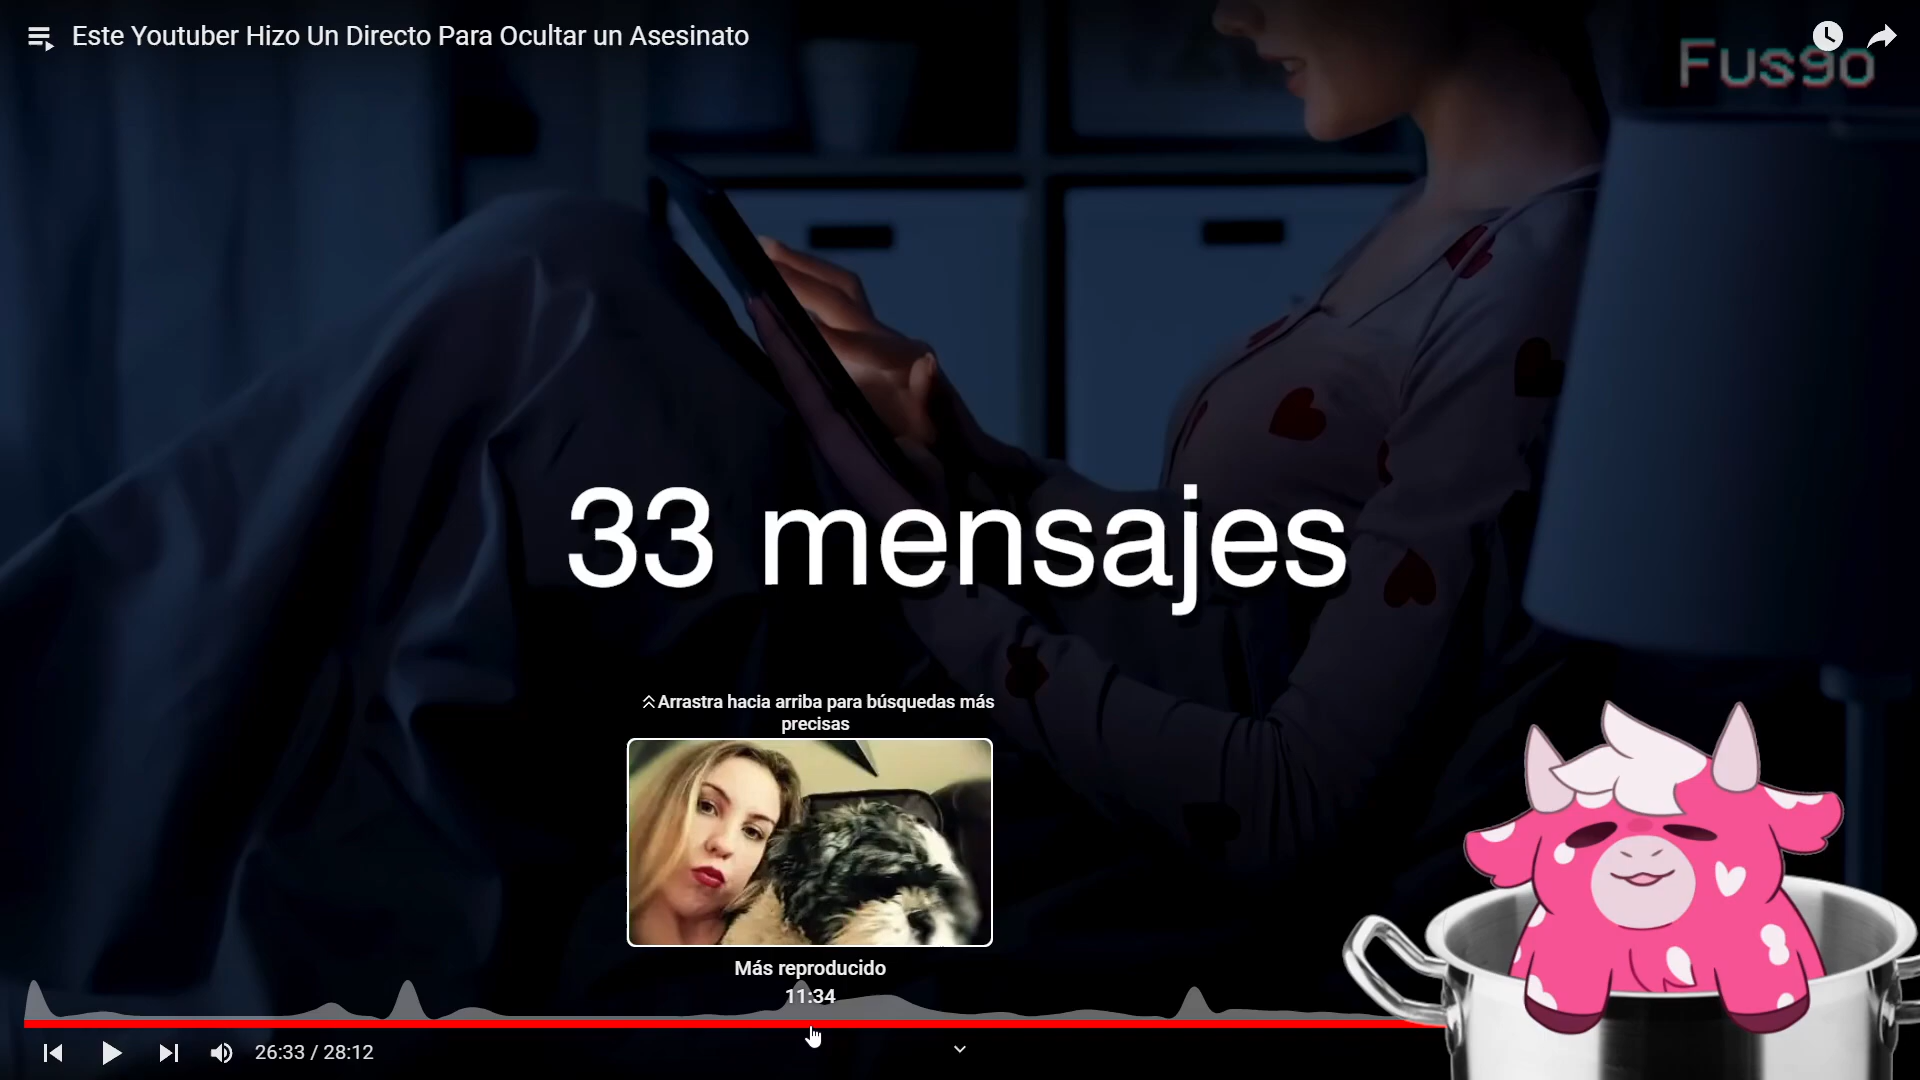 Este Youtuber Hizo Un Directo Para Ocultar un Asesinato
Fusgo
33 mensajes
Arrastra hacia arriba para búsquedas más
precisas
Más reproducido
11:34
26:33 / 28:12